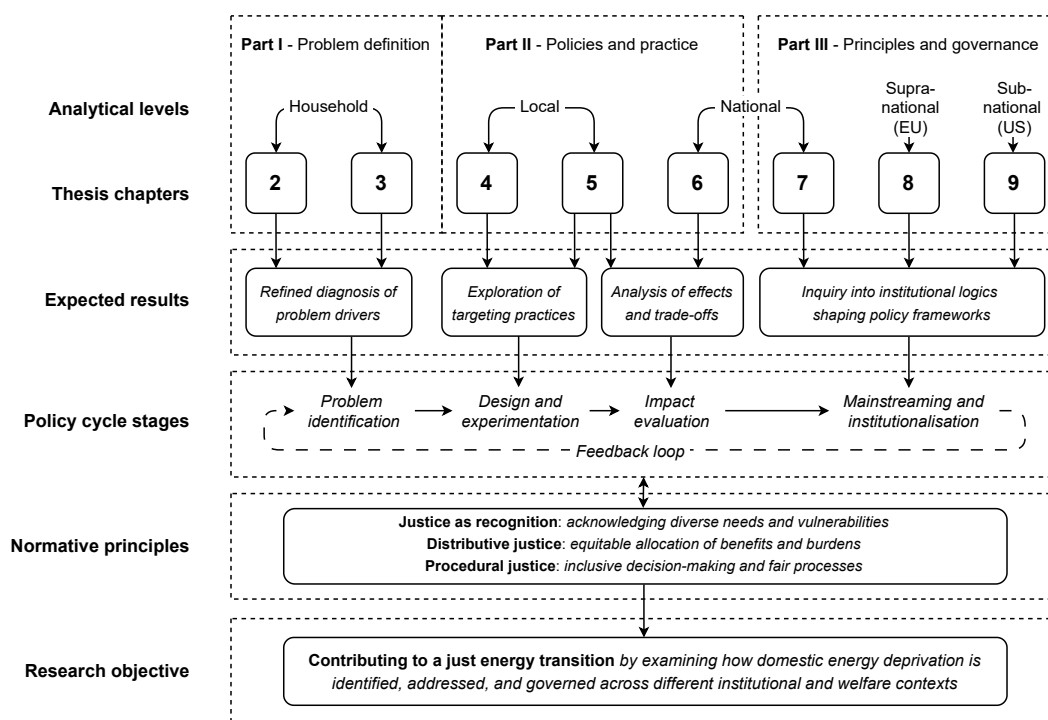 Part I - Problem definition
Part II - Policies and practice
Part III - Principles and governance
Analytical levels
Household
Local
National
Supra-
national
(EU)
Sub-
national
(US)
Thesis chapters
2
3
4
5
6
7
8
9
Expected results
Refined diagnosis of
problem drivers
Exploration of
targeting practices
Analysis of effects
and trade-offs
Inquiry into institutional logics
shaping policy frameworks
Policy cycle stages
Problem
identification
Design and
experimentation
Impact
evaluation
Mainstreaming and
institutionalisation
Feedback loop
Normative principles
Justice as recognition: acknowledging diverse needs and vulnerabilities
Distributive justice: equitable allocation of benefits and burdens
Procedural justice: inclusive decision-making and fair processes
Research objective
Contributing to a just energy transition by examining how domestic energy deprivation is
identified, addressed, and governed across different institutional and welfare contexts